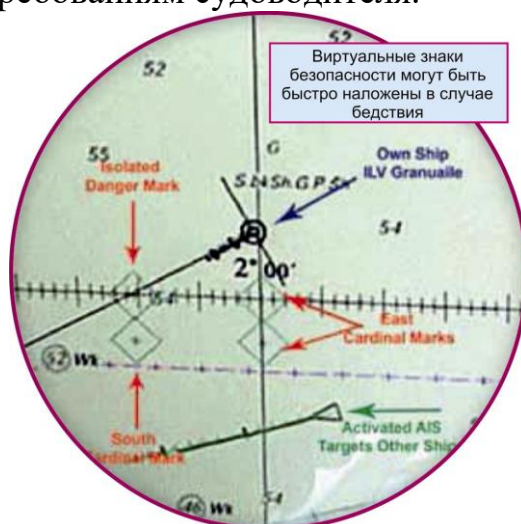 требованиям судоводителя.
Виртуальные знаки
безопасности могут быть
быстро наложены в случае
бедствия
52
52
55
Isolated
Danger Mark
G
Own Ship
ILV Granuaile
54
2° 00'
54
East
Cardinal Marks
52 Wk
South
Cardinal Mark
Activated AIS
Targets Other Ship
46 Wk
54